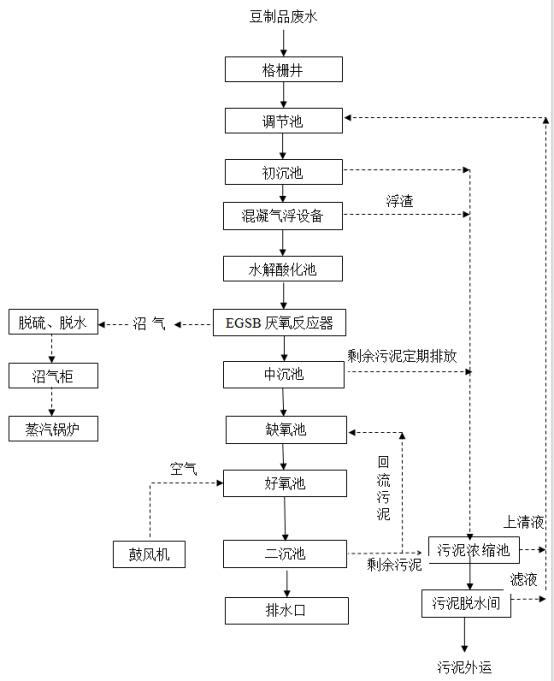 豆制品废水
格栅井
调节池
初沉池
浮渣
混凝气浮设备
水解酸化池
脱硫、脱水
沼 气
EGSB 厌氧反应器
剩余污泥定期排放
沼气柜
中沉池
蒸汽锅炉
缺氧池
回流污泥
空气
好氧池
上清液
鼓风机
二沉池
剩余污泥
污泥浓缩池
滤液
排水口
污泥脱水间
污泥外运